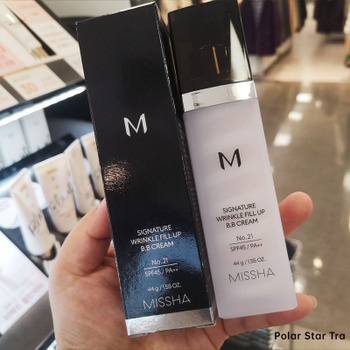 M
SIGNATURE
WRINKLE FILL UP
B.B CREAM
No. 21
SPF45 / PA++
44 g / 1.55 OZ.
MISSHA
M
SIGNATURE
WRINKLE FILL UP
B.B CREAM
No. 21
SPF45 / PA++
44 g / 1.55 OZ.
MISSHA
Polar Star Tra